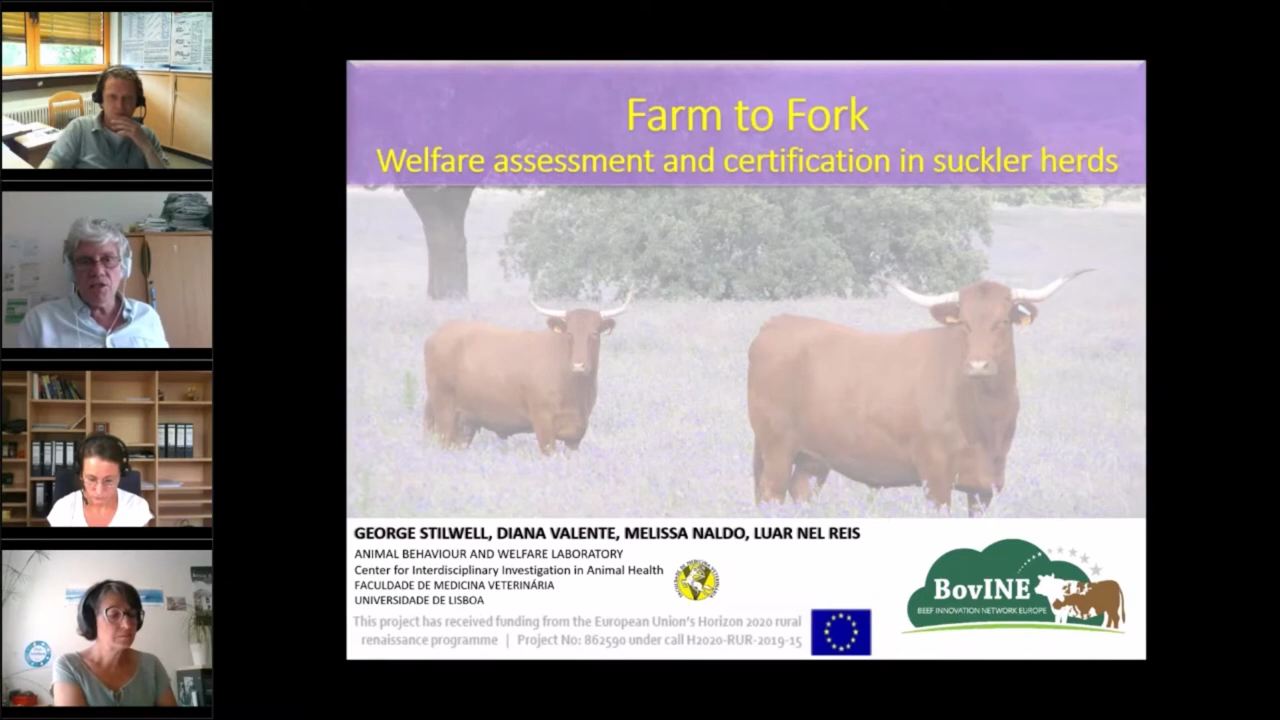 Farm to Fork
Welfare assessment and certification in suckler herds
GEORGE STILWELL, DIANA VALENTE, MELISSA NALDO, LUAR NEL REIS
ANIMAL BEHAVIOUR AND WELFARE LABORATORY
Center for Interdisciplinary Investigation in Animal Health
FACULDADE DE MEDICINA VETERINÁRIA
UNIVERSIDADE DE LISBOA
This project has received funding from the European Union's Horizon 2020 rural
renaissance programme | Project No: 862590 under call H2020-RUR-2019-15
BovINE
BEEF INNOVATION NETWORK EUROPE